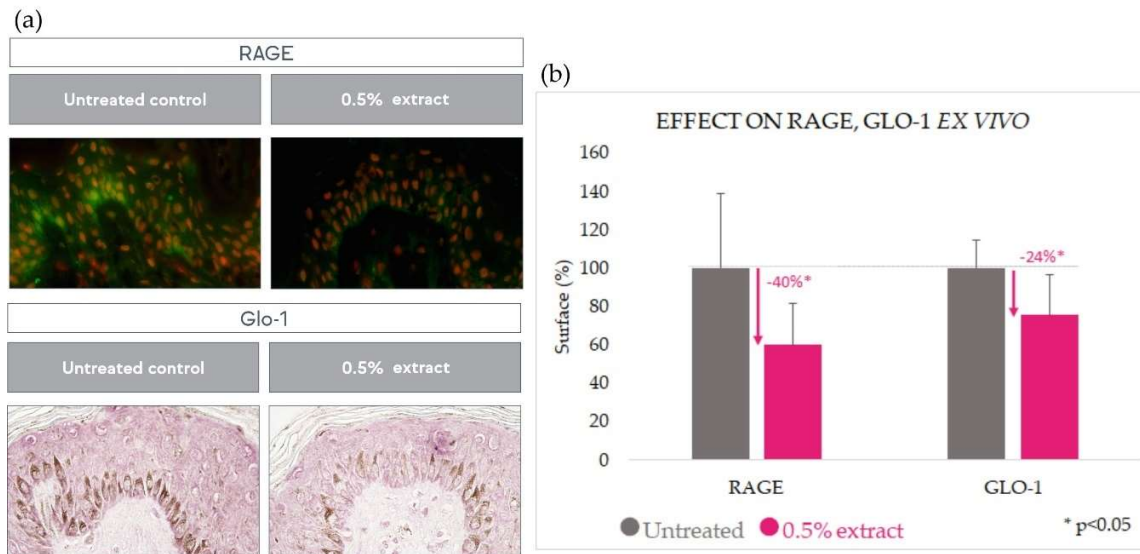 (a)
RAGE
Untreated control
0.5% extract
Glo-1
Untreated control
0.5% extract
(b)
EFFECT ON RAGE, GLO-1 EX VIVO
Surface (%)
160
140
120
100
80
60
40
20
0
-40%*
-24%*
RAGE
GLO-1
Untreated
0.5% extract
* p<0.05